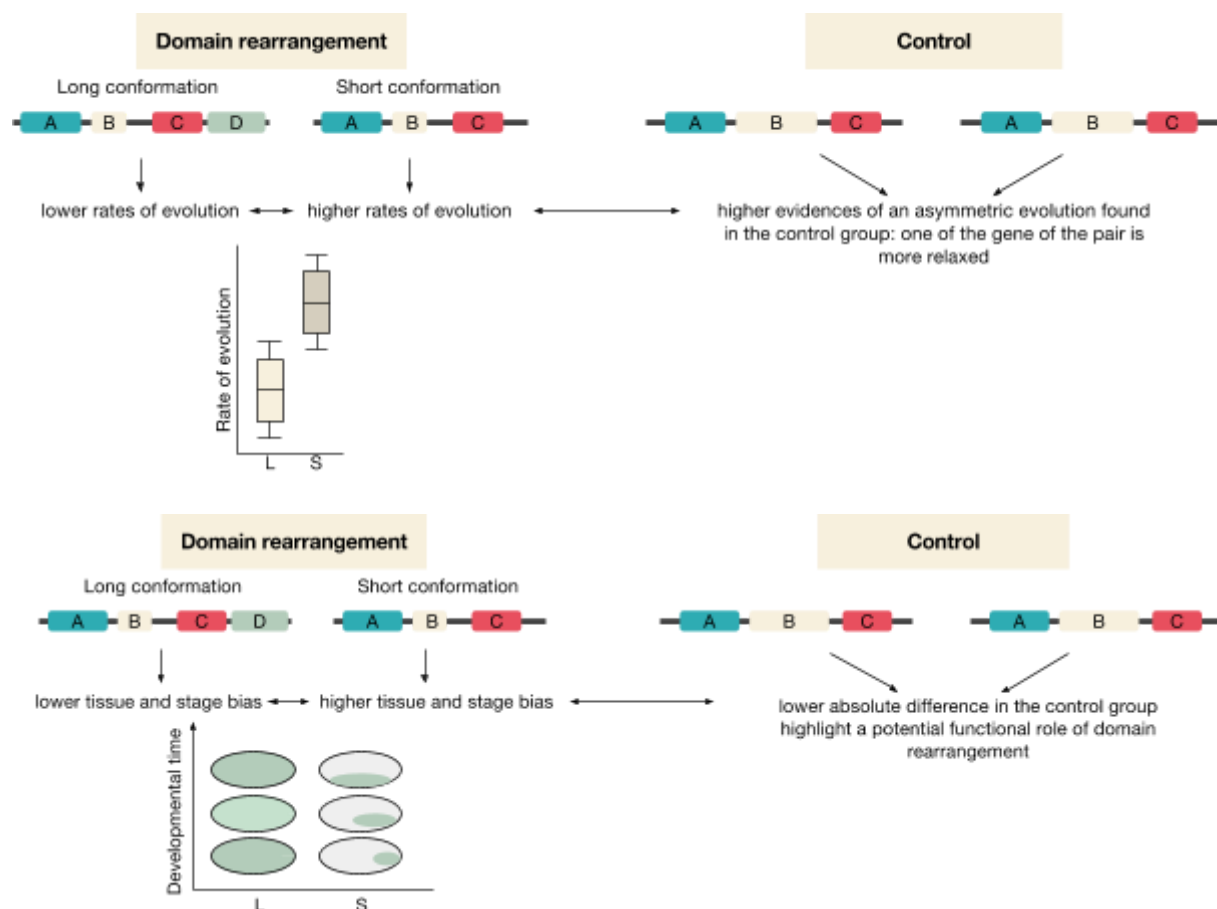 Domain rearrangement
Control
Long conformation
Short conformation
A B C D
A B C
A B C
A B C
lower rates of evolution
higher rates of evolution
higher evidences of an asymmetric evolution found
in the control group: one of the gene of the pair is
more relaxed
Rate of evolution
L S
Domain rearrangement
Control
Long conformation
Short conformation
A B C D
A B C
A B C
A B C
lower tissue and stage bias
higher tissue and stage bias
lower absolute difference in the control group
highlight a potential functional role of domain
rearrangement
Developmental time
L S